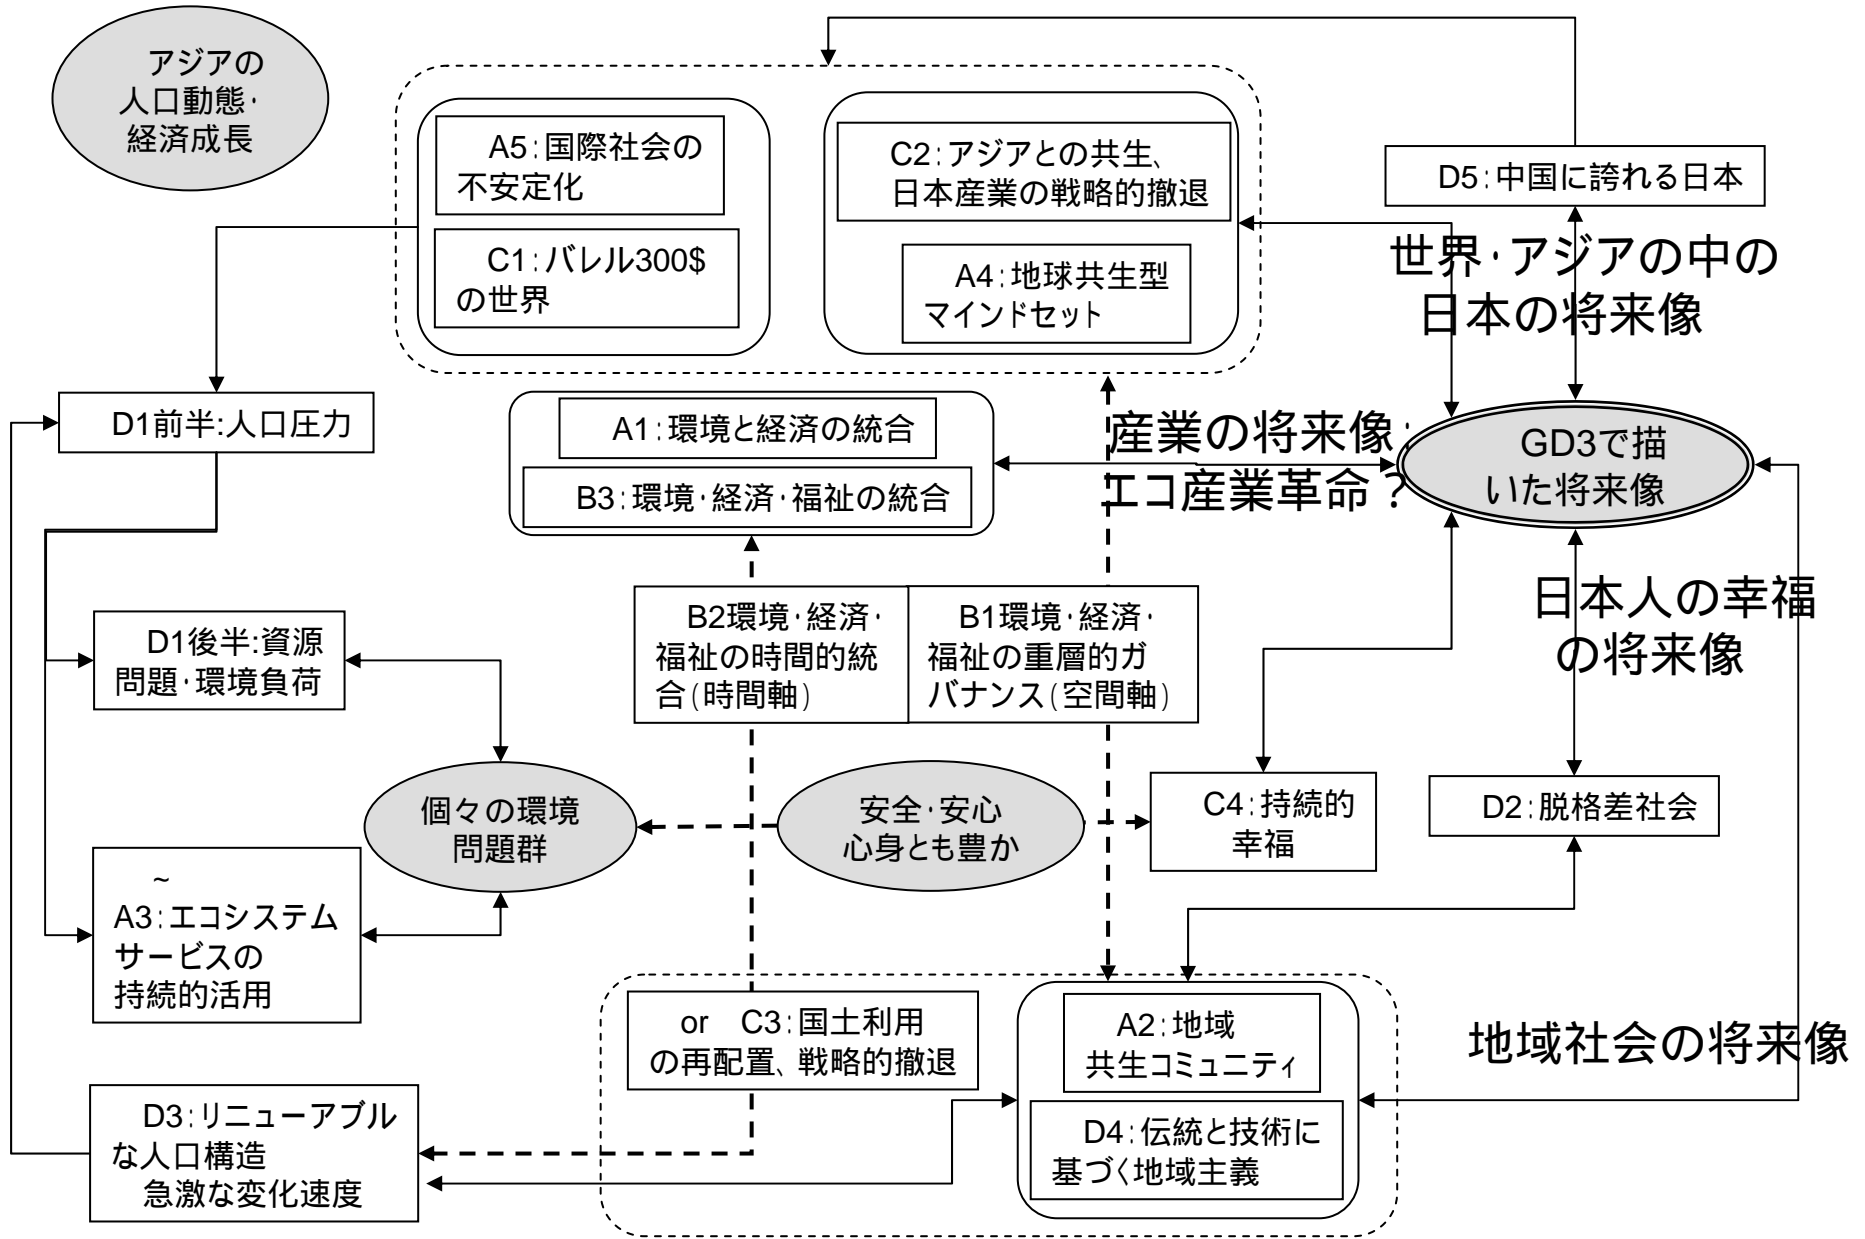 アジアの
人口動態・
経済成長
A5:国際社会の
不安定化
C1:バレル300$
の世界
C2:アジアとの共生、
日本産業の戦略的撤退
A4:地球共生型
マインドセット
D5:中国に誇れる日本
世界・アジアの中の
日本の将来像
D1前半:人口圧力
A1:環境と経済の統合
B3:環境・経済・福祉の統合
産業の将来像:
エコ産業革命?
GD3で描
いた将来像
日本人の幸福
の将来像
D1後半:資源
問題・環境負荷
B2環境・経済・
福祉の時間的統
合(時間軸)
B1環境・経済・
福祉の重層的ガ
バナンス(空間軸)
個々の環境
問題群
安全・安心
心身とも豊か
C4:持続的
幸福
D2:脱格差社会
~
A3:エコシステム
サービスの
持続的活用
or C3:国土利用
の再配置、戦略的撤退
A2:地域
共生コミュニティ
D4:伝統と技術に
基づく地域主義
地域社会の将来像
D3:リニューアブル
な人口構造
急激な変化速度